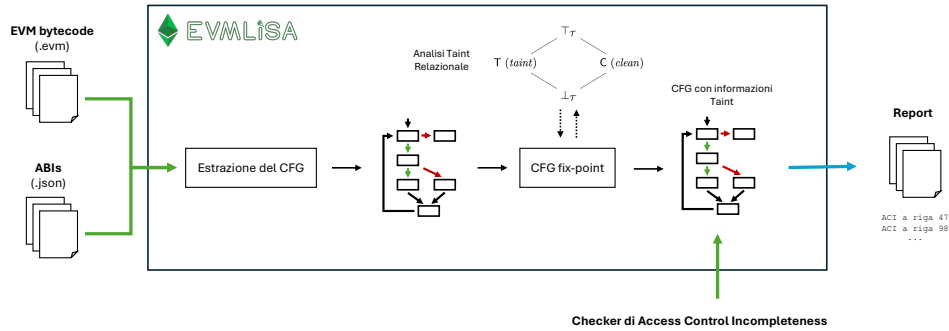 EVM bytecode
(.evm)
ABIs
(.json)
EVMLiSA
Estrazione del CFG
Analisi Taint
Relazionale
⊤𝒯
T (taint)
C (clean)
⊥𝒯
CFG fix-point
CFG con informazioni
Taint
Report
ACI a riga 47
ACI a riga 98
...
Checker di Access Control Incompleteness